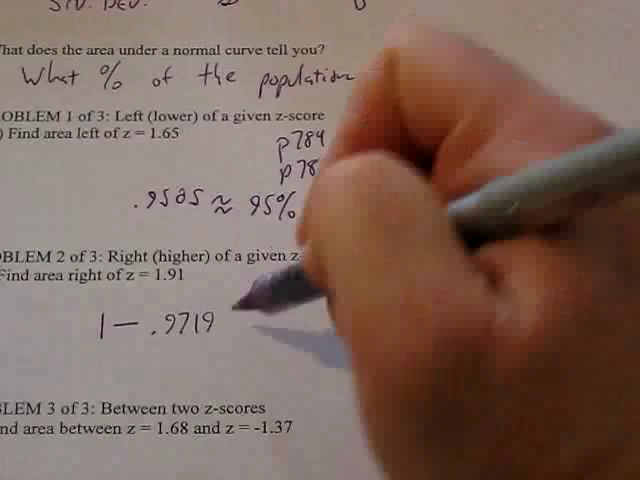 STD. DEV.
hat does the area under a normal curve tell you?
What % of the population
OBLEM 1 of 3: Left (lower) of a given z-score
) Find area left of z = 1.65
p784
p78
.9505 ≈ 95%
OBLEM 2 of 3: Right (higher) of a given z
Find area right of z = 1.91
1 - .9719
LEM 3 of 3: Between two z-scores
nd area between z = 1.68 and z = -1.37